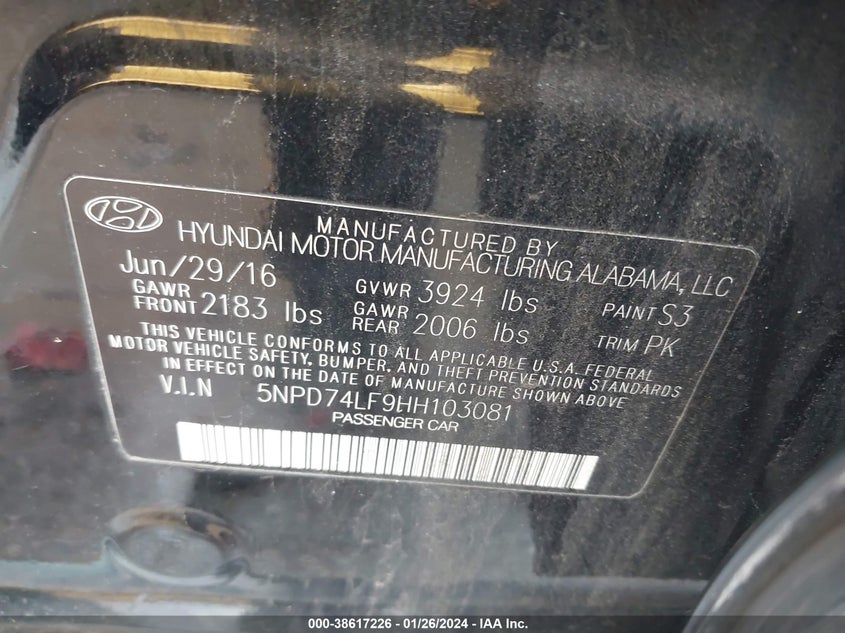 MANUFACTURED BY
HYUNDAI MOTOR MANUFACTURING ALABAMA, LLC
Jun/29/16 GVWR 3924 lbs PAINT S3
GAWR FRONT 2183 lbs GAWR REAR 2006 lbs TRIM PK
THIS VEHICLE CONFORMS TO ALL APPLICABLE U.S.A. FEDERAL
MOTOR VEHICLE SAFETY, BUMPER, AND THEFT PREVENTION STANDARDS
IN EFFECT ON THE DATE OF MANUFACTURE SHOWN ABOVE
V.I.N 5NPD74LF9HH103081
PASSENGER CAR
000-38617226 - 01/26/2024 - IAA Inc.